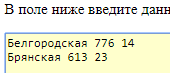 В поле ниже введите данн
Белгородская 776 14
Брянская 613 23